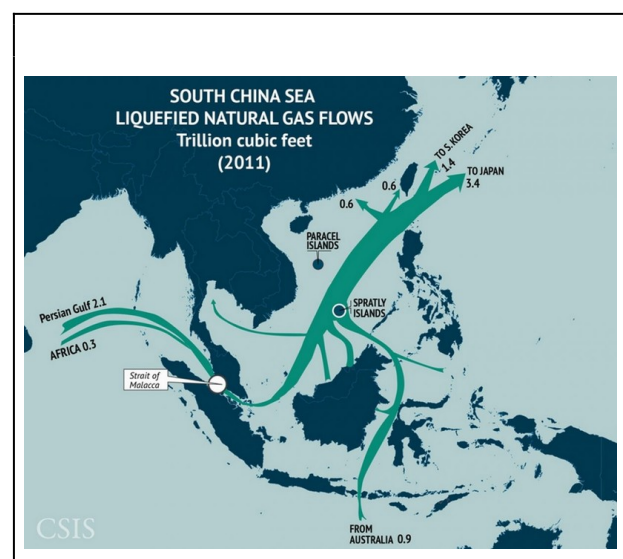 SOUTH CHINA SEA
LIQUEFIED NATURAL GAS FLOWS
Trillion cubic feet
(2011)
TO S. KOREA
1.4
TO JAPAN
3.4
0.6
0.6
PARACEL
ISLANDS
SPRATLY
ISLANDS
Persian Gulf 2.1
AFRICA 0.3
Strait of
Malacca
FROM
AUSTRALIA 0.9
CSIS